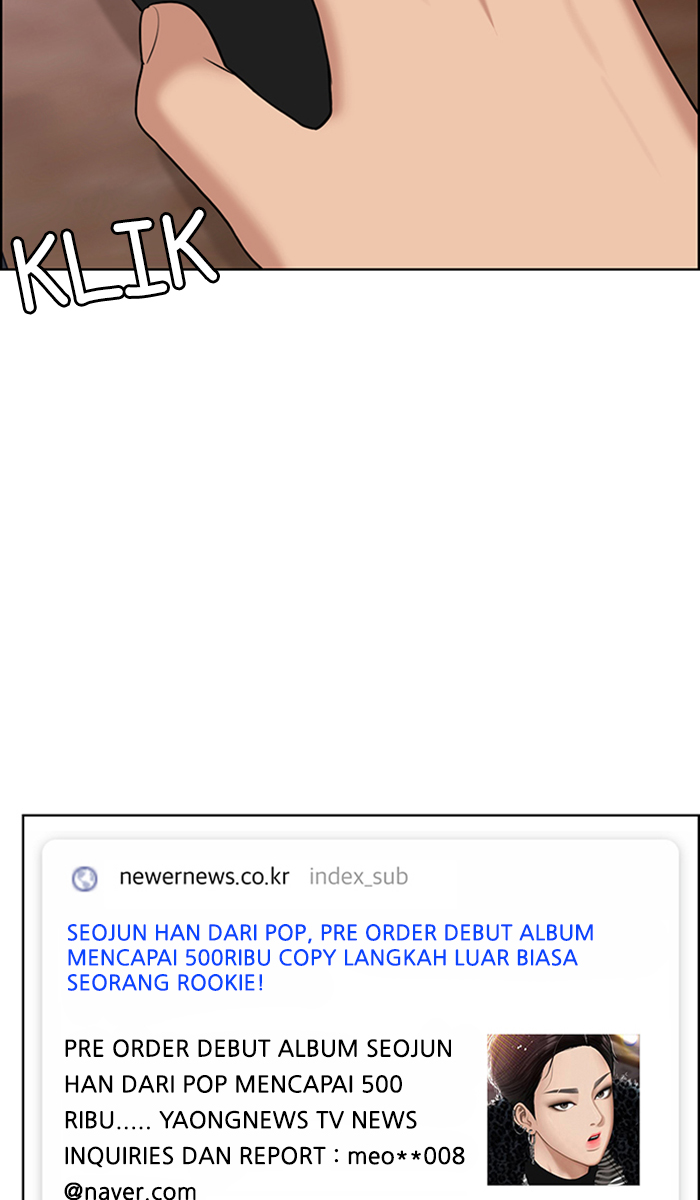 KLIK
newernews.co.kr index_sub
SEOJUN HAN DARI POP, PRE ORDER DEBUT ALBUM
MENCAPAI 500RIBU COPY LANGKAH LUAR BIASA
SEORANG ROOKIE!
PRE ORDER DEBUT ALBUM SEOJUN
HAN DARI POP MENCAPAI 500
RIBU..... YAONGNEWS TV NEWS
INQUIRIES DAN REPORT : meo**008
@naver.com